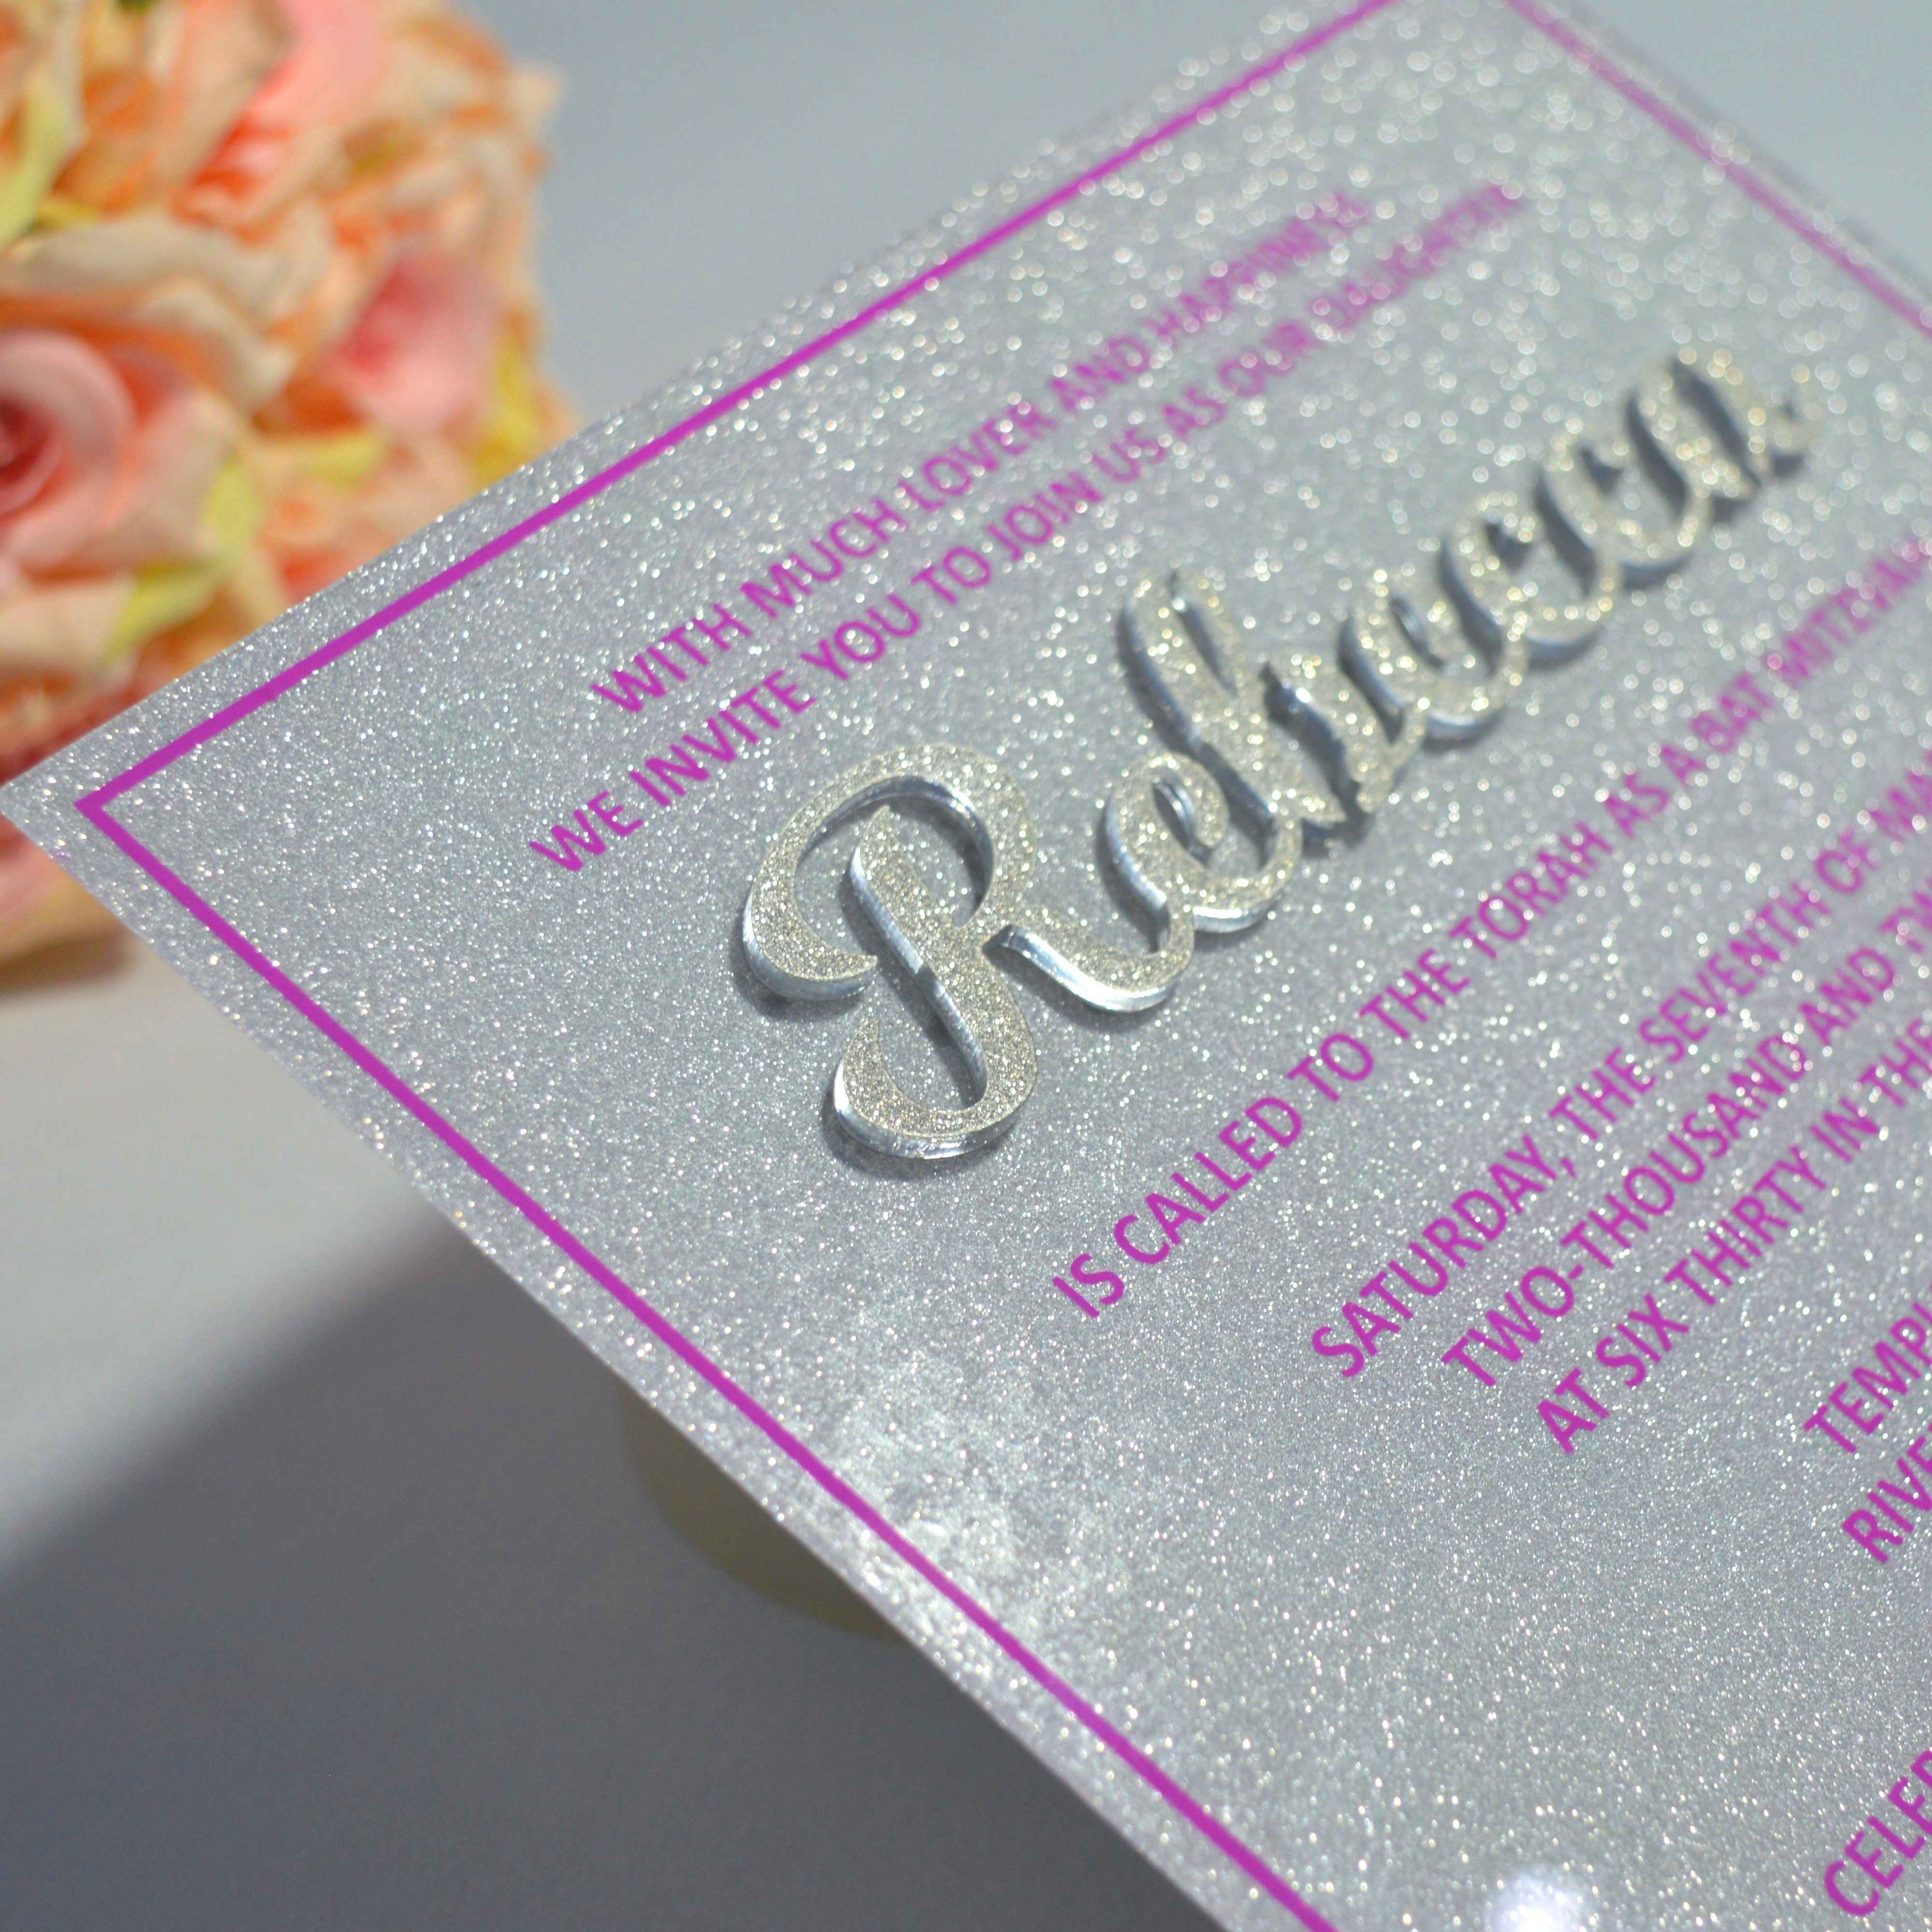 WITH MUCH LOVER AND HAPPINESS
WE INVITE YOU TO JOIN US AS OUR DAUGHTER
Rebecca
IS CALLED TO THE TORAH AS A BAT MITZVAH
SATURDAY, THE SEVENTH OF
TWO-THOUSAND AND
AT SIX THIRTY IN THE